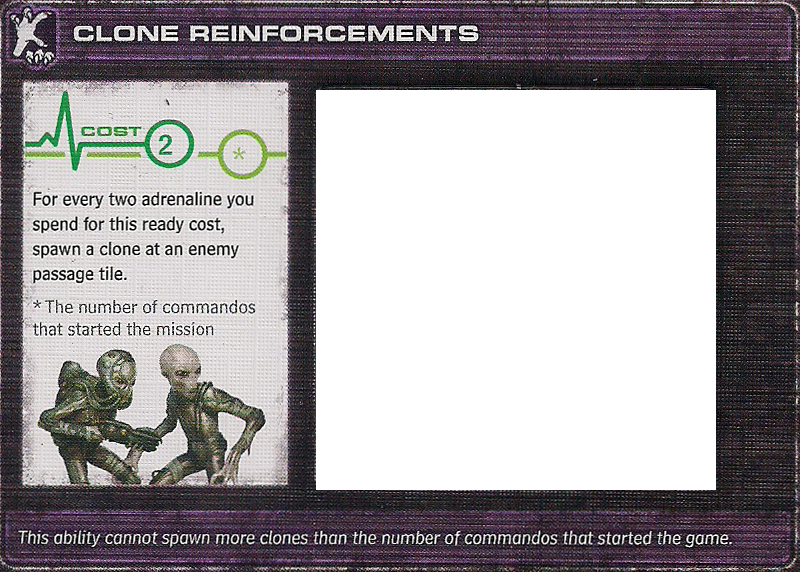 CLONE REINFORCEMENTS
COST 2 *
For every two adrenaline you
spend for this ready cost,
spawn a clone at an enemy
passage tile.
* The number of commandos
that started the mission
This ability cannot spawn more clones than the number of commandos that started the game.